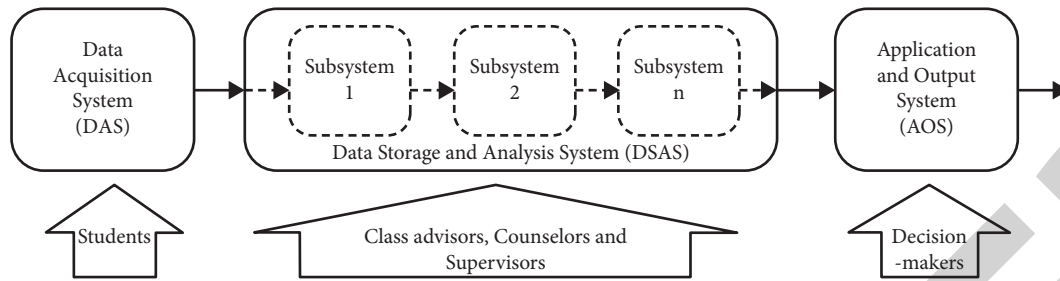 Data
Acquisition
System
(DAS)
Subsystem
1
Subsystem
2
Subsystem
n
Data Storage and Analysis System (DSAS)
Application
and Output
System
(AOS)
Students
Class advisors, Counselors and
Supervisors
Decision
-makers